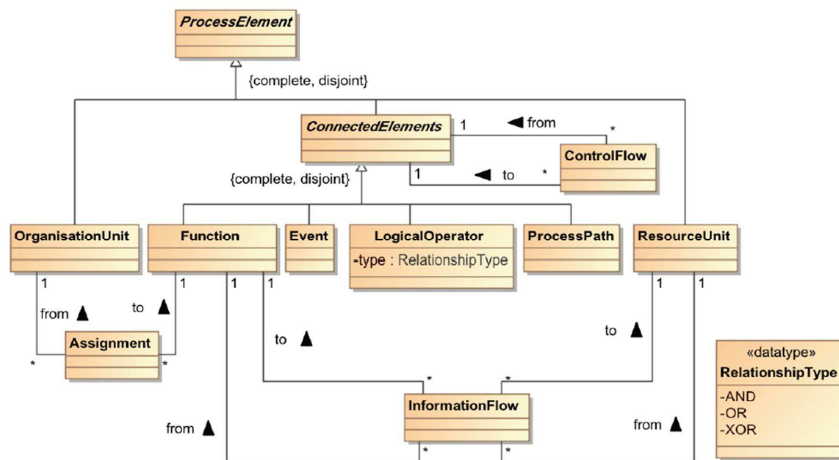 ProcessElement
{complete, disjoint}
ConnectedElements
1
from
*
ControlFlow
1
to
*
{complete, disjoint}
OrganisationUnit
Function
Event
LogicalOperator
-type : RelationshipType
ProcessPath
ResourceUnit
1
1
1
1
1
1
from
to
Assignment
*
*
to
to
«datatype»
RelationshipType
-AND
-OR
-XOR
*
*
InformationFlow
from
from
*
*